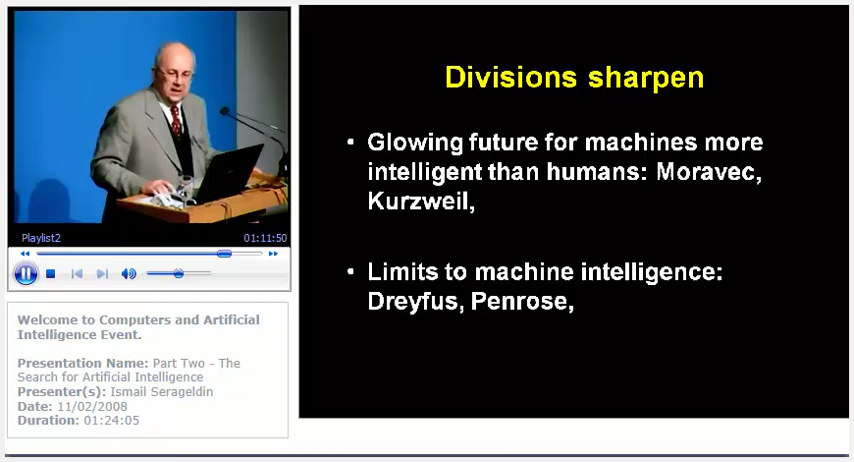 Playlist2 01:11:50
Welcome to Computers and Artificial
Intelligence Event.
Presentation Name: Part Two - The
Search for Artificial Intelligence
Presenter(s): Ismail Serageldin
Date: 11/02/2008
Duration: 01:24:05
Divisions sharpen
• Glowing future for machines more
intelligent than humans: Moravec,
Kurzweil,
• Limits to machine intelligence:
Dreyfus, Penrose,